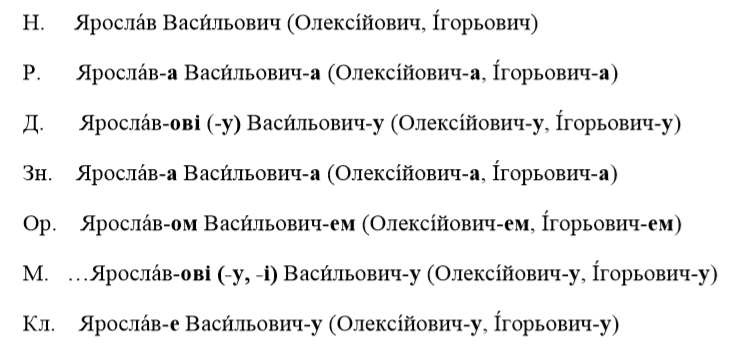 Н. Яросла́в Васи́льович (Олексі́йович, І́горьович)
Р. Яросла́в-а Васи́льович-а (Олексі́йович-а, І́горьович-а)
Д. Яросла́в-ові (-у) Васи́льович-у (Олексі́йович-у, І́горьович-у)
Зн. Яросла́в-а Васи́льович-а (Олексі́йович-а, І́горьович-а)
Ор. Яросла́в-ом Васи́льович-ем (Олексі́йович-ем, І́горьович-ем)
М. …Яросла́в-ові (-у, -і) Васи́льович-у (Олексі́йович-у, І́горьович-у)
Кл. Яросла́в-е Васи́льович-у (Олексі́йович-у, І́горьович-у)